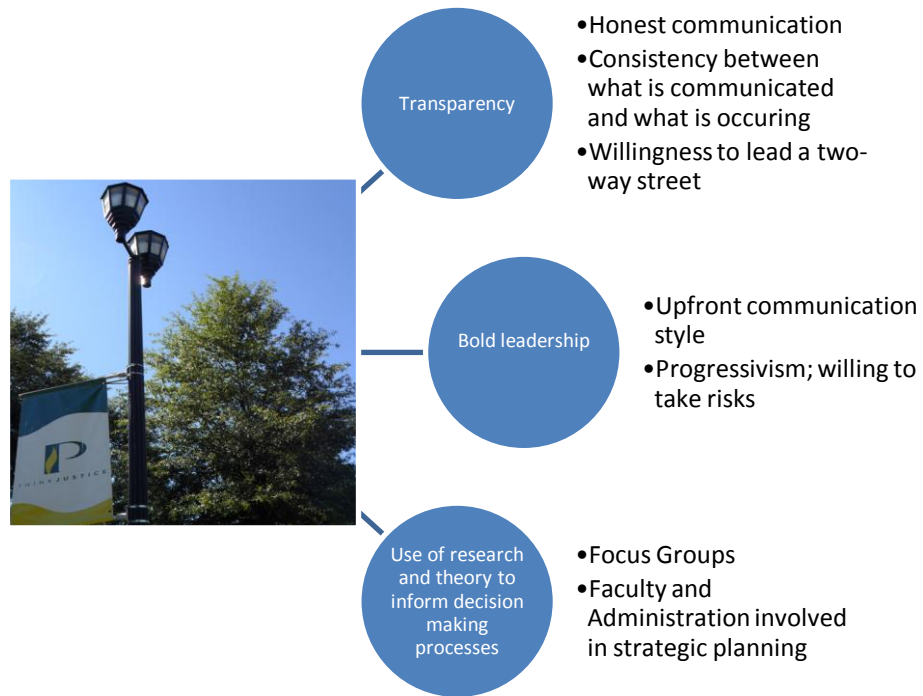 Transparency
•Honest communication
•Consistency between
what is communicated
and what is occuring
•Willingness to lead a two-
way street
P
THINK JUSTICE
Bold leadership
•Upfront communication
style
•Progressivism; willing to
take risks
Use of research
and theory to
inform decision
making
processes
•Focus Groups
•Faculty and
Administration involved
in strategic planning